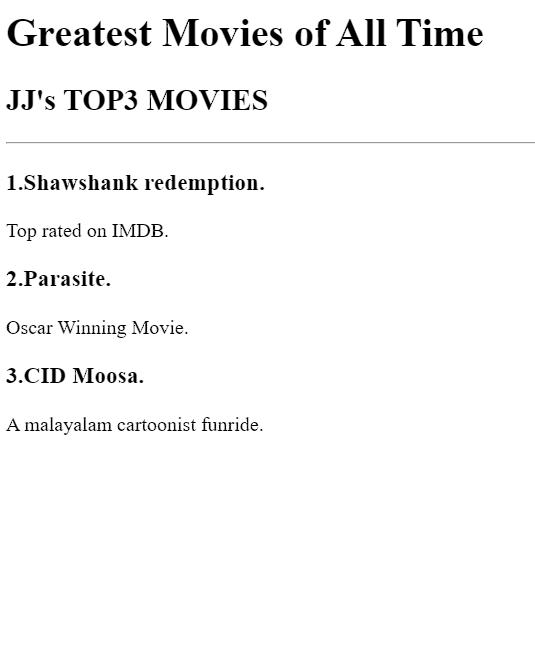 Greatest Movies of All Time
JJ's TOP3 MOVIES
1.Shawshank redemption.
Top rated on IMDB.
2.Parasite.
Oscar Winning Movie.
3.CID Moosa.
A malayalam cartoonist funride.